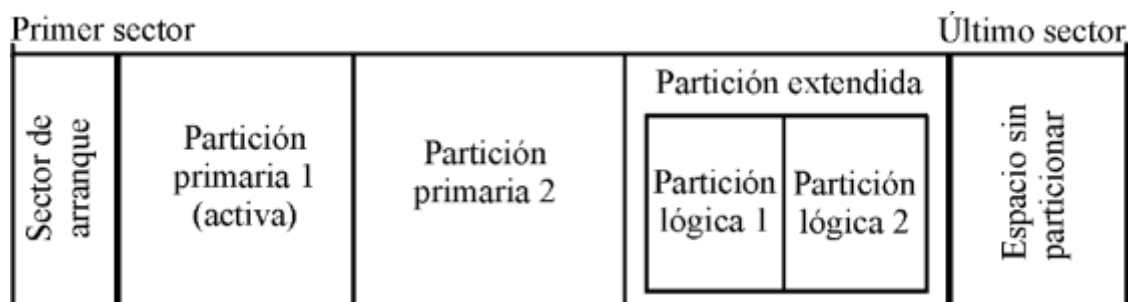 Primer sector
Último sector
Sector de
arranque
Partición
primaria 1
(activa)
Partición
primaria 2
Partición extendida
Partición
lógica 1
Partición
lógica 2
Espacio sin
particionar